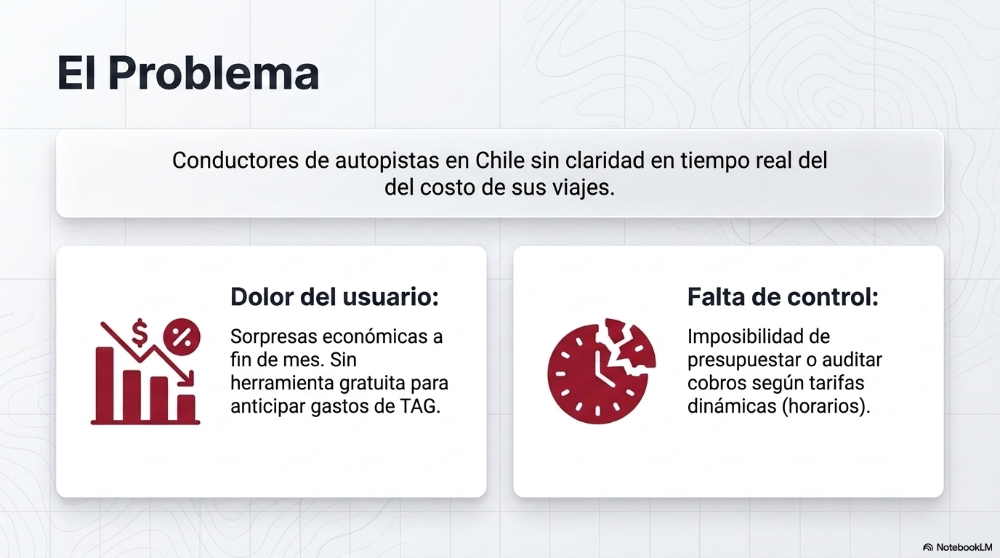 El Problema
Conductores de autopistas en Chile sin claridad en tiempo real del
del costo de sus viajes.
Dolor del usuario:
Sorpresas económicas a
fin de mes. Sin
herramienta gratuita para
anticipar gastos de TAG.
$
%
Falta de control:
Imposibilidad de
presupuestar o auditar
cobros según tarifas
dinámicas (horarios).
NotebookLM